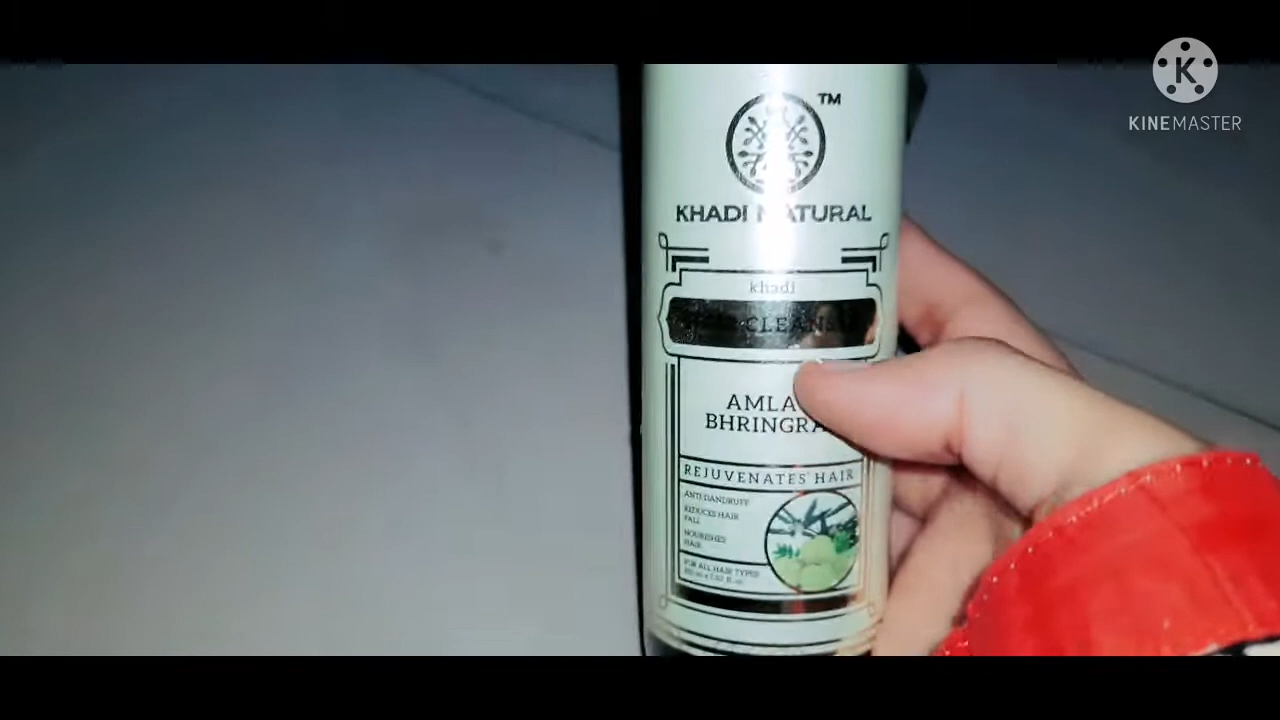 K
KINEMASTER
TM
KHADI NATURAL
khadi
CLEANS
AMLA
BHRINGRA
REJUVENATES HAIR
ANTI DANDRUFF
REDUCES HAIR
FALL
NOURISHES
HAIR
FOR ALL HAIR TYPES